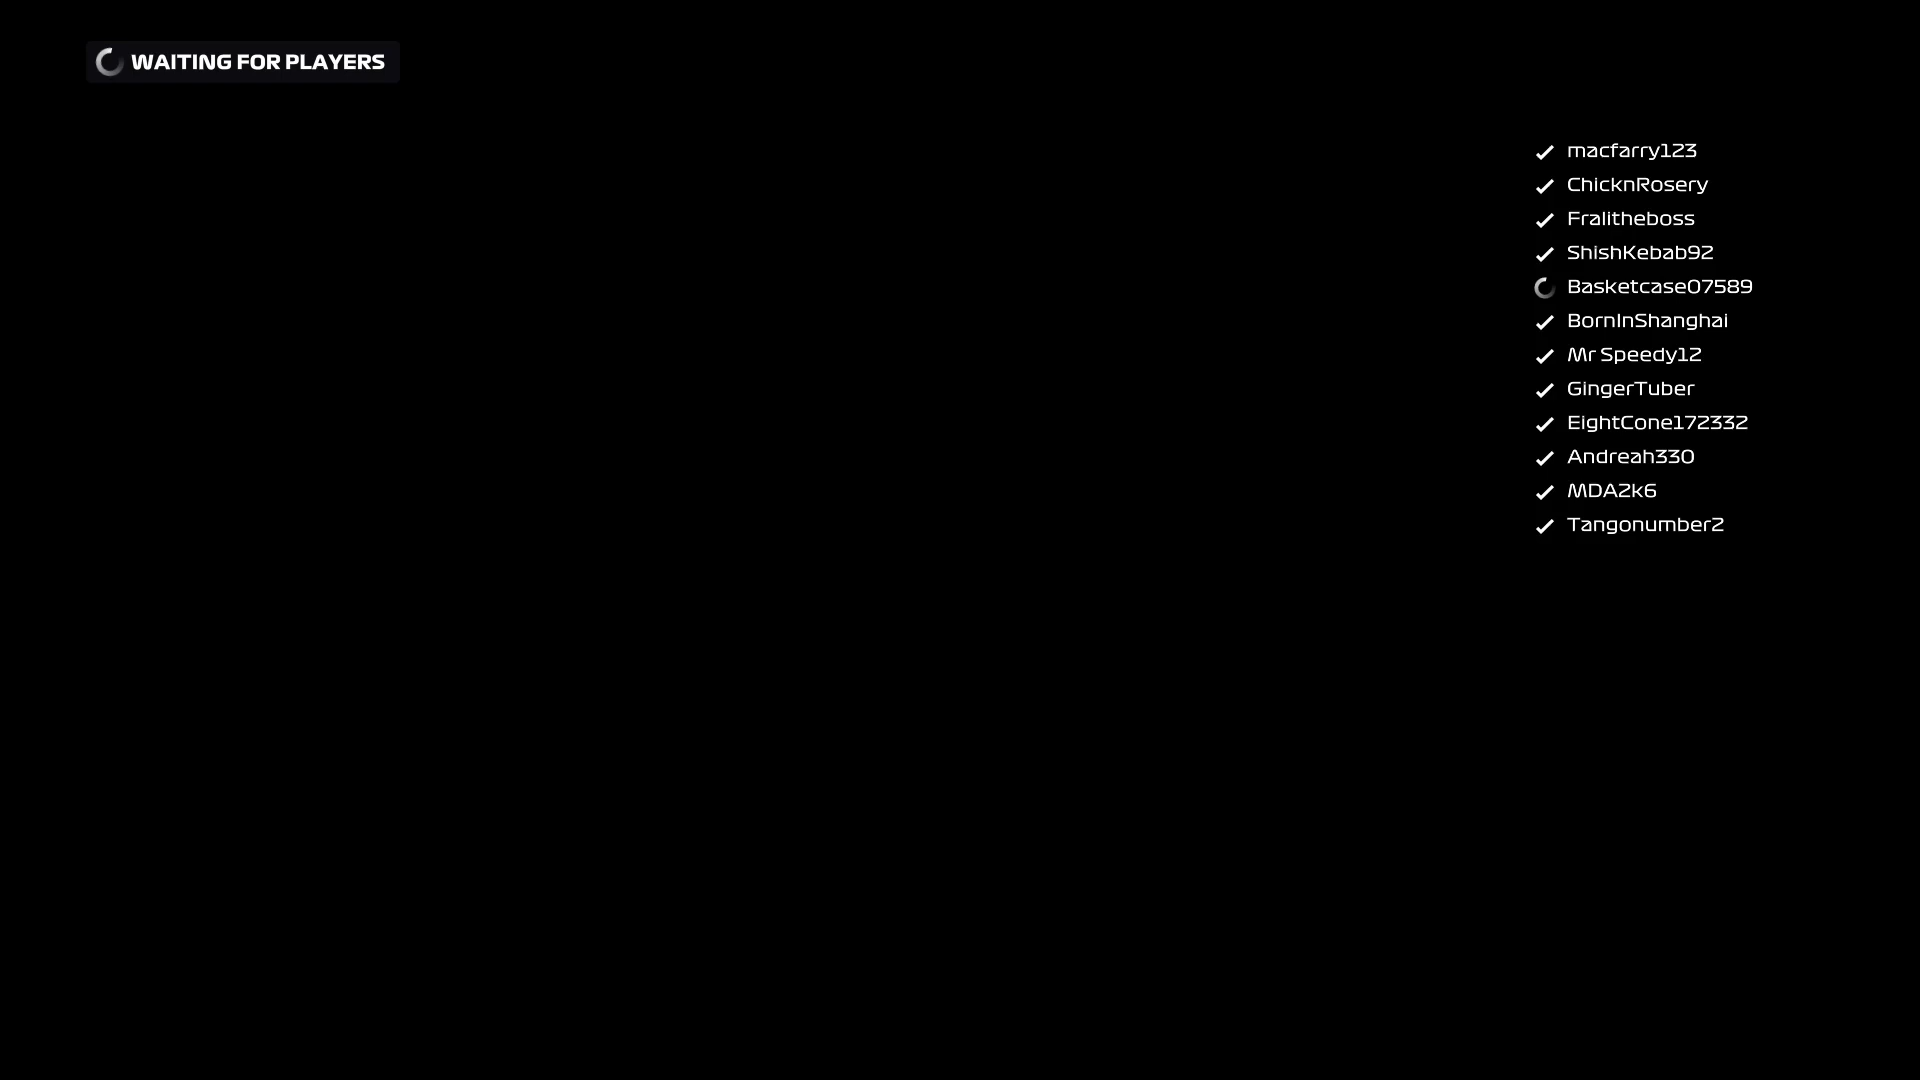 WAITING FOR PLAYERS
macfarry123
ChicknRosery
Fralitheboss
ShishKebab92
Basketcase07589
BornInShanghai
Mr Speedy12
GingerTuber
EightCone172332
Andreah330
MDA2k6
Tangonumber2